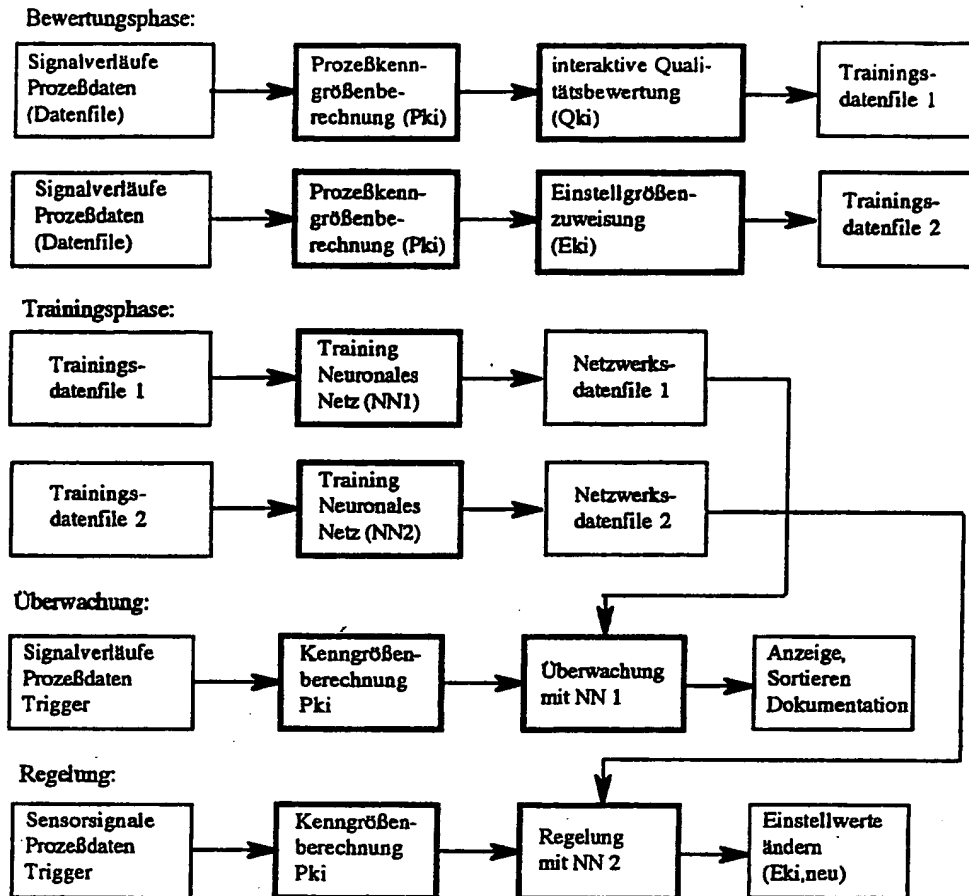 Bewertungsphase:
Signalverläufe
Prozeßdaten
(Datenfile)
Prozeßkenn-
größenbe-
rechnung (Pki)
interaktive Quali-
tätsbewertung
(Qki)
Trainings-
datenfile 1
Signalverläufe
Prozeßdaten
(Datenfile)
Prozeßkenn-
größenbe-
rechnung (Pki)
Einstellgrößen-
zuweisung
(Eki)
Trainings-
datenfile 2
Trainingsphase:
Trainings-
datenfile 1
Training
Neuronales
Netz (NN1)
Netzwerks-
datenfile 1
Trainings-
datenfile 2
Training
Neuronales
Netz (NN2)
Netzwerks-
datenfile 2
Überwachung:
Signalverläufe
Prozeßdaten
Trigger
Kenngrößen-
berechnung
Pki
Überwachung
mit NN 1
Anzeige,
Sortieren
Dokumentation
Regelung:
Sensorsignale
Prozeßdaten
Trigger
Kenngrößen-
berechnung
Pki
Regelung
mit NN 2
Einstellwerte
ändern
(Eki,neu)